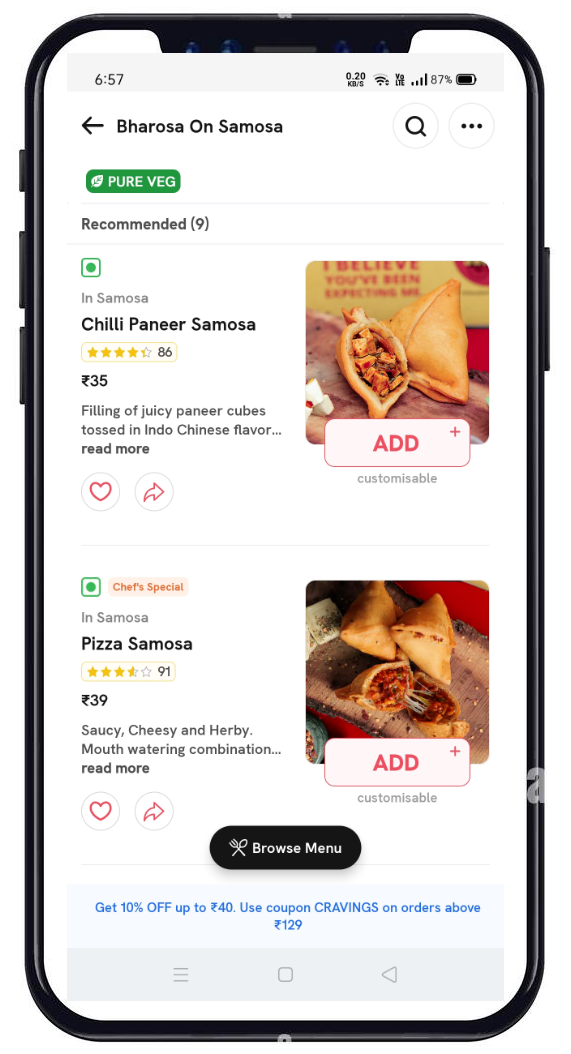 6:57
0.20
KB/S
Vo
LTE
87%
Bharosa On Samosa
PURE VEG
Recommended (9)
In Samosa
Chilli Paneer Samosa
86
₹35
Filling of juicy paneer cubes
tossed in Indo Chinese flavor...
read more
I BELIEVE
YOU'VE BEEN
EXPECTING ME
ADD +
customisable
Chef's Special
In Samosa
Pizza Samosa
91
₹39
Saucy, Cheesy and Herby.
Mouth watering combination...
read more
ADD +
customisable
a
Browse Menu
Get 10% OFF up to ₹40. Use coupon CRAVINGS on orders above
₹129